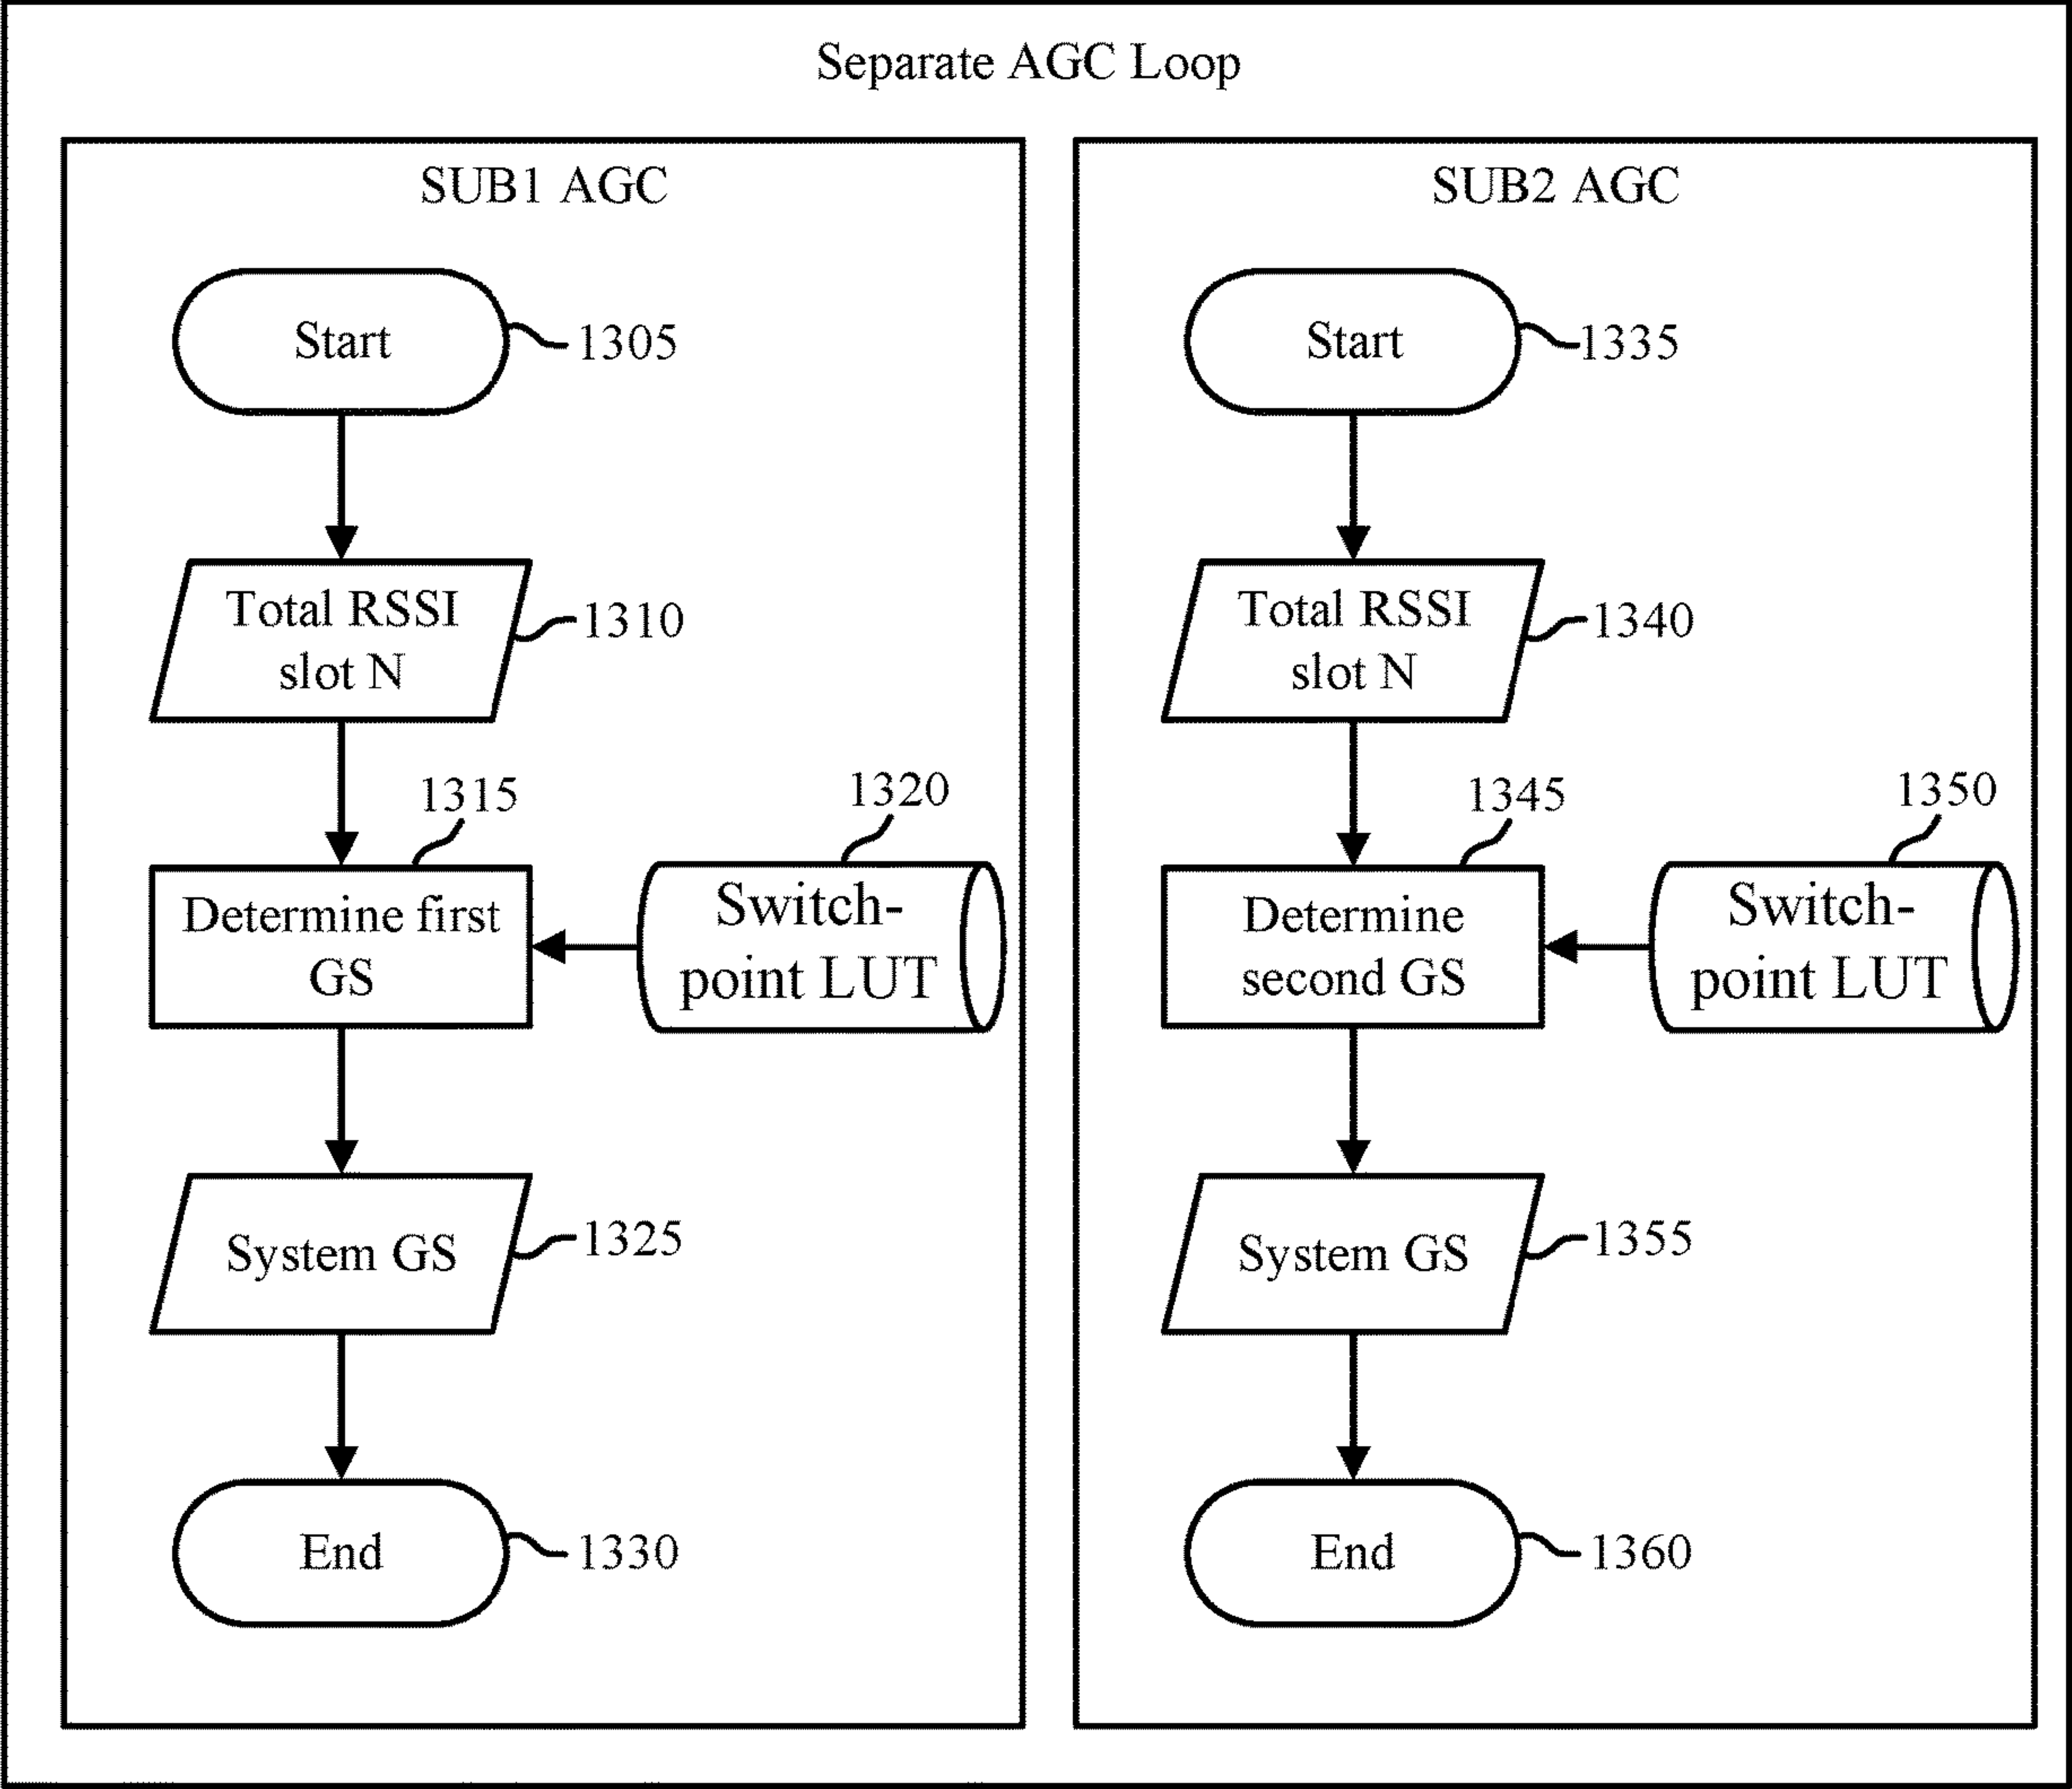 Separate AGC Loop
SUB1 AGC
Start
1305
Total RSSI
slot N
1310
1315
Determine first
GS
1320
Switch-
point LUT
System GS
1325
End
1330
SUB2 AGC
Start
1335
Total RSSI
slot N
1340
1345
Determine
second GS
1350
Switch-
point LUT
System GS
1355
End
1360